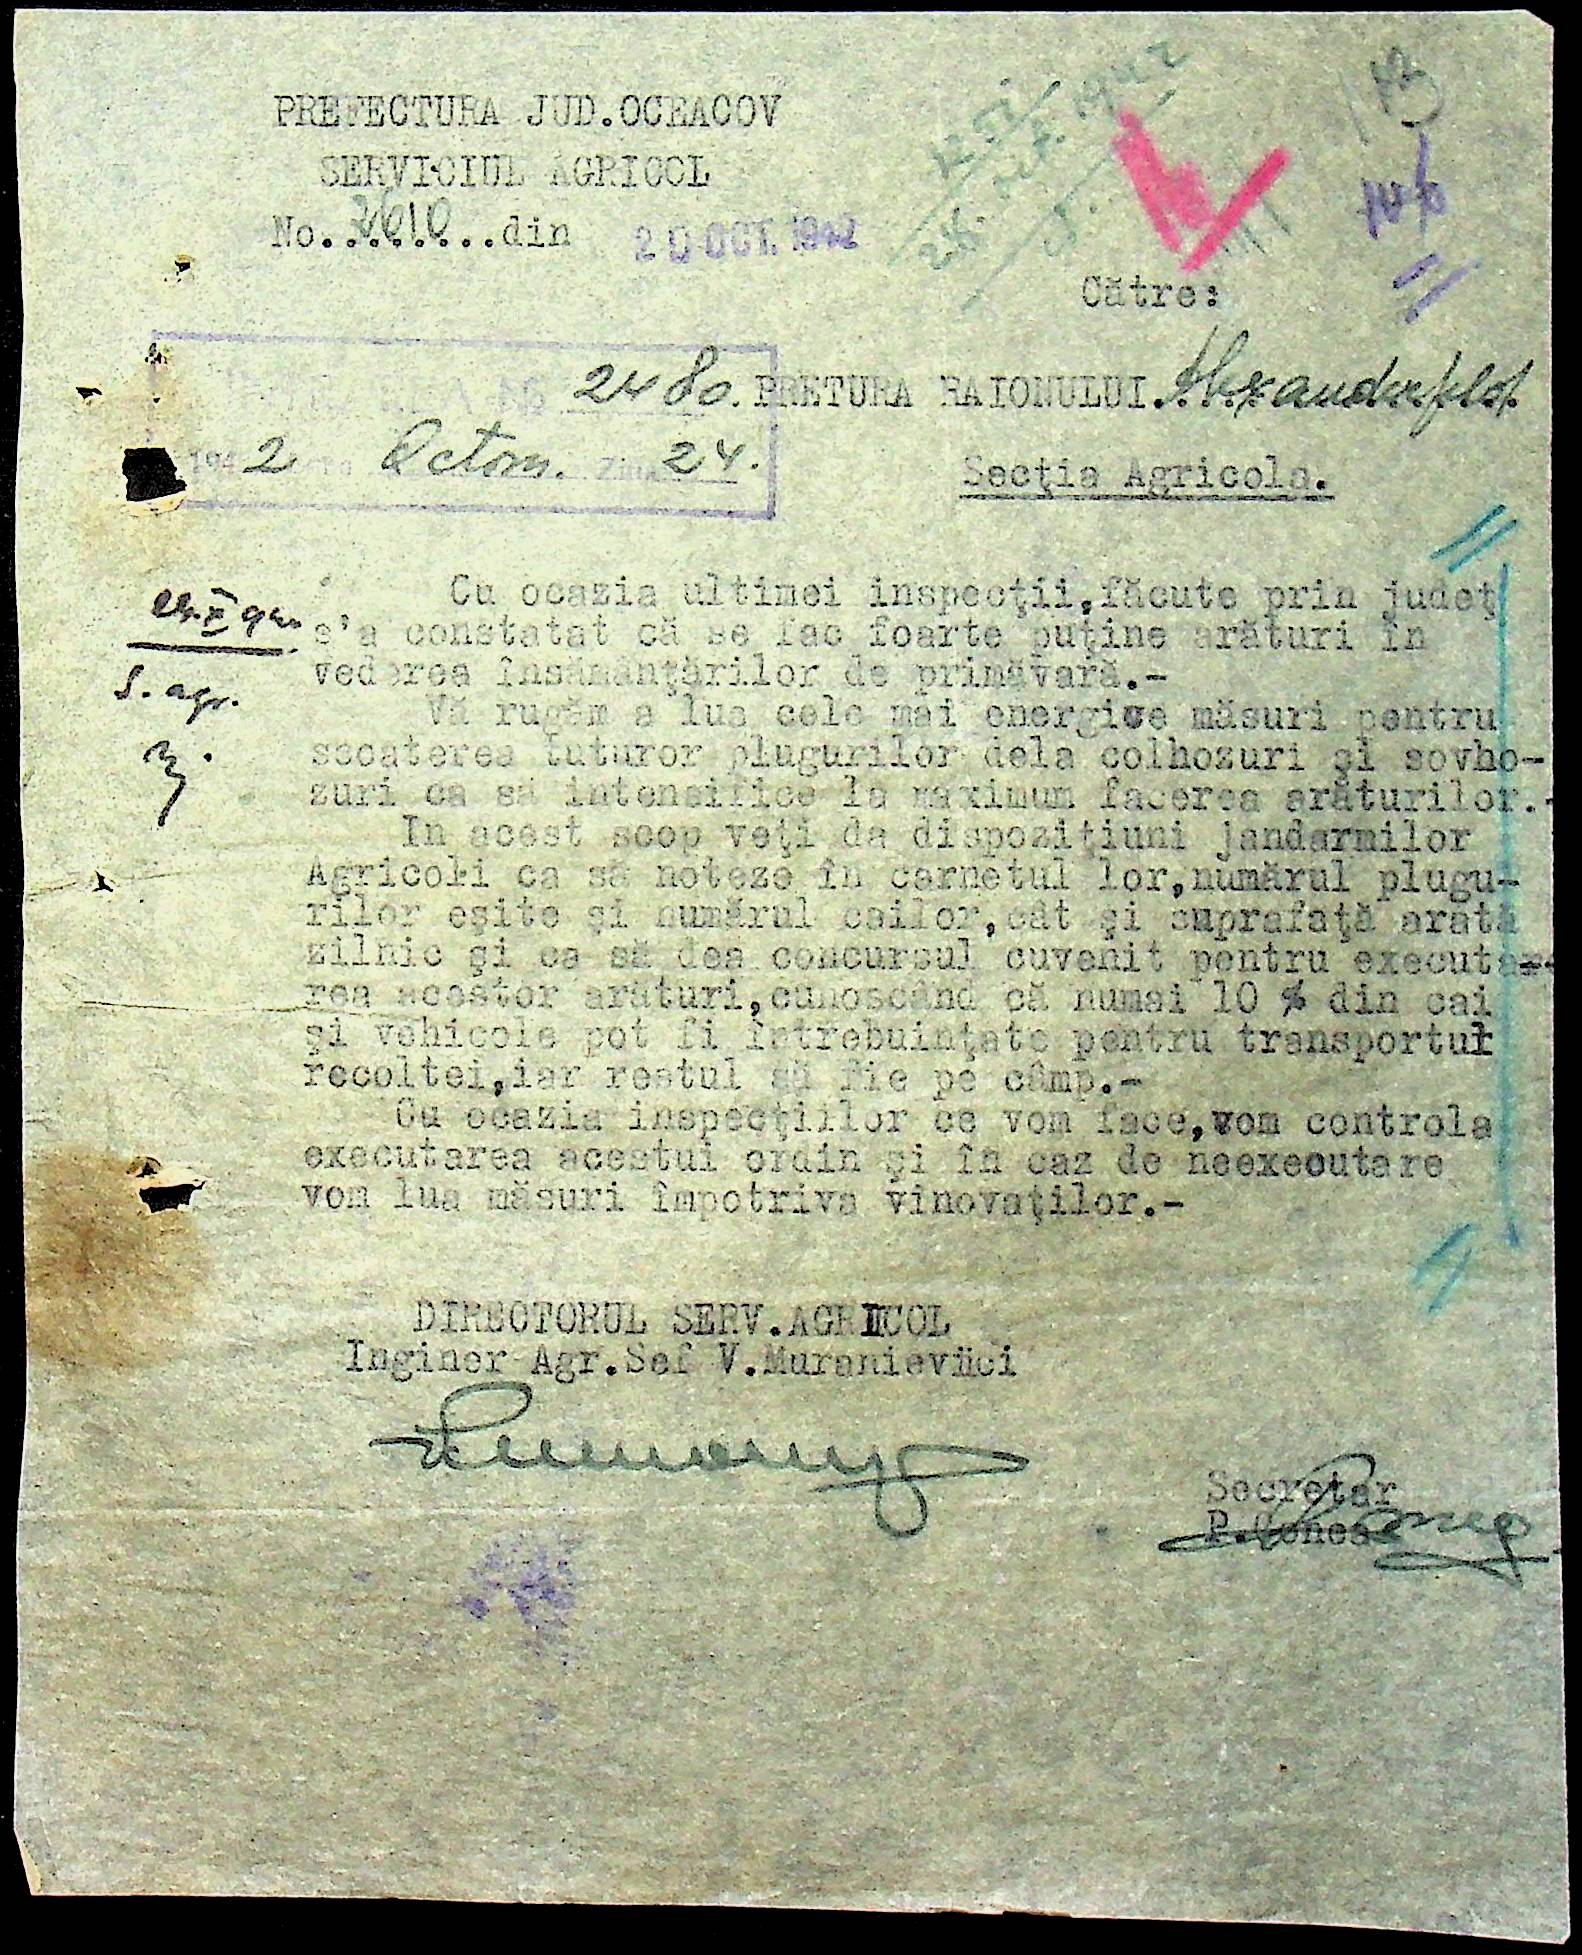 PREFECTURA JUD.OCEACOV
SERVICIUL AGRICOL
No. 7610 din 20 OCT. 1942
Către:
2480. PRETURA RAIONULUI. Alexanderfeld.
1942 Octom. Ziua 24.
Secţia Agricola.
Cu ocazia ultimei inspecţii,făcute prin judeţ
s'a constatat că se fac foarte puţine arături în
vederea însămânţărilor de primăvară.-
Vă rugăm a lua cele mai energice măsuri pentru
scoaterea tuturor plugurilor dela colhozuri şi sovho-
zuri ca să intensifice la maximum facerea arăturilor.-
In acest scop veţi da dispoziţiuni jandarmilor
Agricoli ca să noteze în carnetul lor,numărul plugu-
rilor eşite şi numărul cailor,cât şi suprafaţă arată
zilnic şi ca să dea concursul cuvenit pentru executa-
rea acestor arături,cunoscând că numai 10 % din cai
şi vehicole pot fi întrebuinţate pentru transportul
recoltei,iar restul să fie pe câmp.-
Cu ocazia inspecţiilor ce vom face,vom controla
executarea acestui ordin şi în caz de neexecutare
vom lua măsuri împotriva vinovaţilor.-
S. agr.
DIRECTORUL SERV.AGRICOL
Inginer Agr.Sef V.Muranievici
Secretar